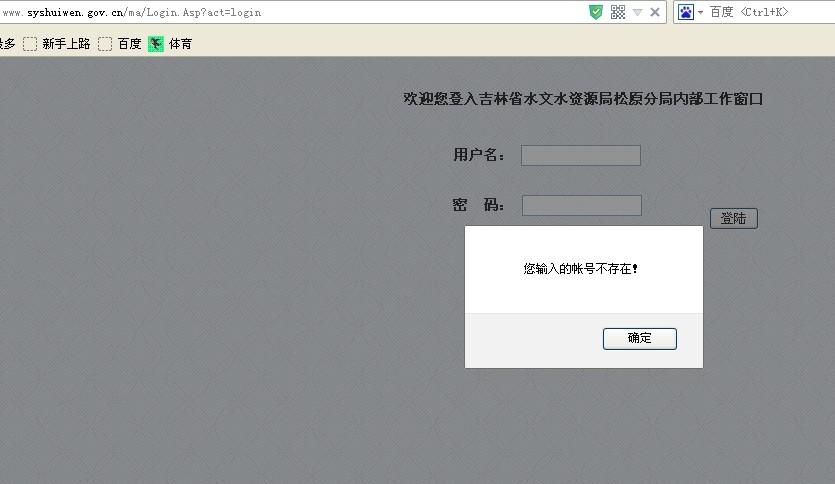 www.syshuiwen.gov.cn/ma/Login.Asp?act=login
百度 <Ctrl+K>
多 新手上路 百度 体育
欢迎您登入吉林省水文水资源局松原分局内部工作窗口
用户名：
密 码：
登陆
您输入的帐号不存在！
确定